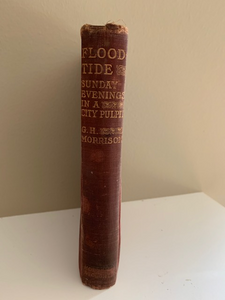 FLOOD
TIDE
SUNDAY
EVENINGS
IN A
CITY PULPIT
G. H.
MORRISON